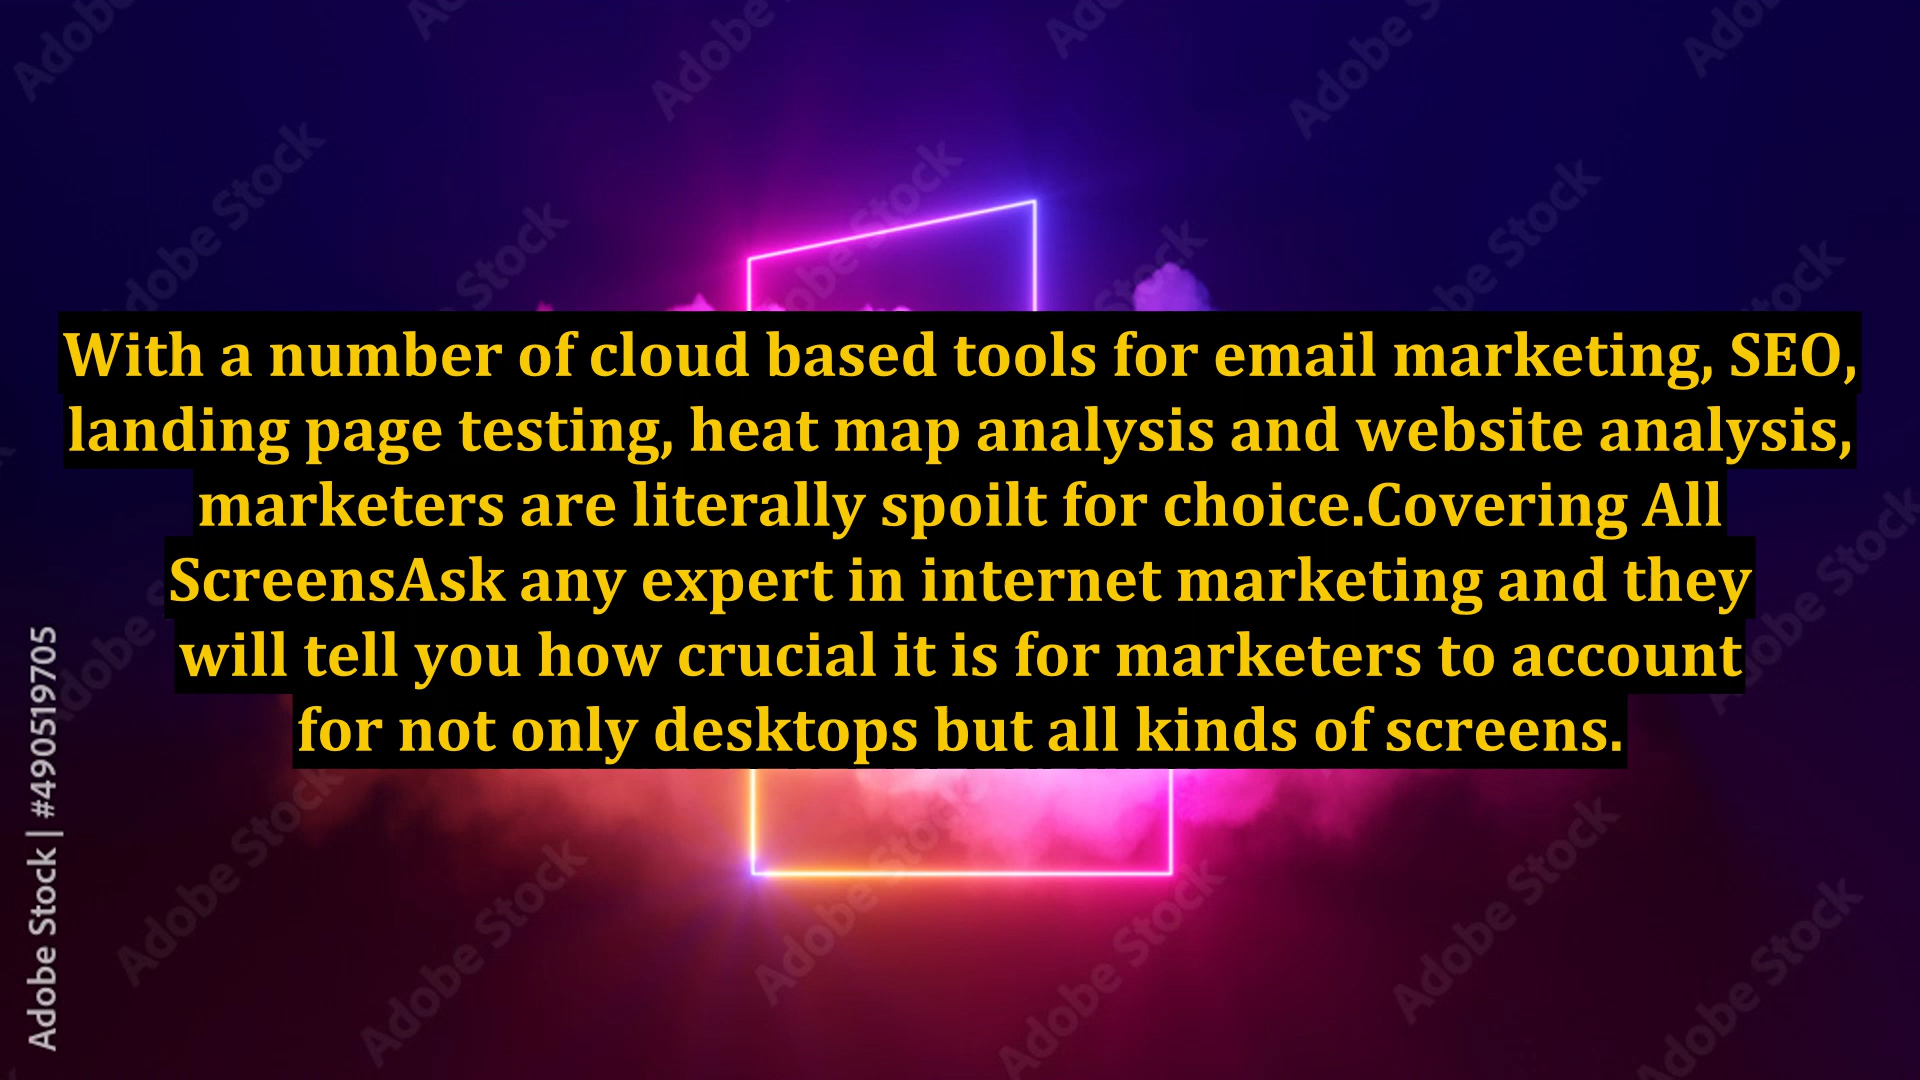 With a number of cloud based tools for email marketing, SEO,
landing page testing, heat map analysis and website analysis,
marketers are literally spoilt for choice.Covering All
ScreensAsk any expert in internet marketing and they
will tell you how crucial it is for marketers to account
for not only desktops but all kinds of screens.
Adobe Stock | #490519705
Adobe Stock